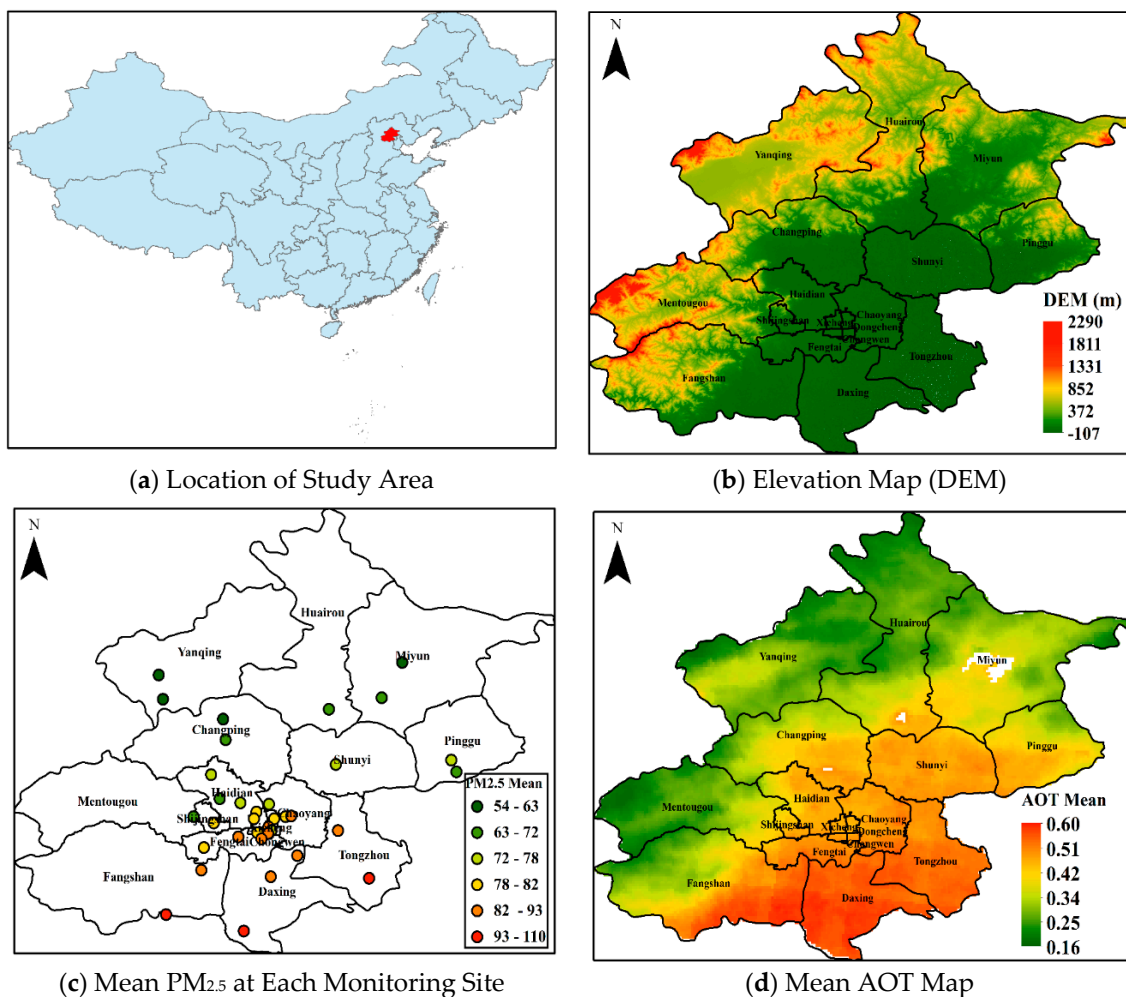 N
Huairou
Yanqing
Miyun
Changping
Pinggu
Shunyi
Mentougou
Haidian
Shijingshan
Chaoyang
Xicheng
Dongcheng
Chongwen
Fengtai
Tongzhou
Fangshan
Daxing
DEM (m)
2290
1811
1331
852
372
-107
(a) Location of Study Area
(b) Elevation Map (DEM)
N
Huairou
Yanqing
Miyun
Changping
Pinggu
Shunyi
Mentougou
Haidian
Shijingshan
Chaoyang
Fengtai
Chongwen
Tongzhou
Fangshan
Daxing
PM2.5 Mean
54 - 63
63 - 72
72 - 78
78 - 82
82 - 93
93 - 110
N
Huairou
Yanqing
Miyun
Changping
Pinggu
Shunyi
Mentougou
Haidian
Shijingshan
Chaoyang
Xicheng
Dongcheng
Chongwen
Fengtai
Tongzhou
Fangshan
Daxing
AOT Mean
0.60
0.51
0.42
0.34
0.25
0.16
(c) Mean PM2.5 at Each Monitoring Site
(d) Mean AOT Map